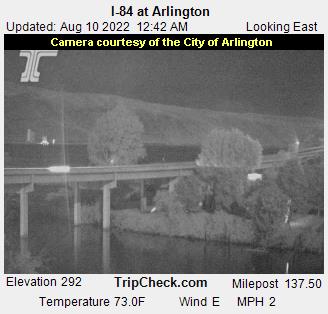 I-84 at Arlington
Updated: Aug 10 2022 12:42 AM Looking East
Camera courtesy of the City of Arlington
Elevation 292 TripCheck.com Milepost 137.50
Temperature 73.0F Wind E MPH 2